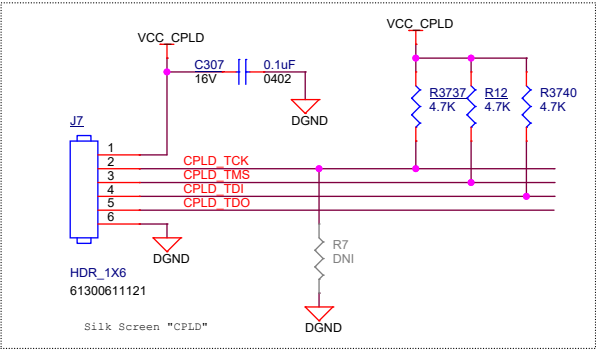 VCC_CPLD
VCC_CPLD
C307
0.1uF
16V
0402
R3737
R12
R3740
4.7K
4.7K
4.7K
DGND
J7
1
2
3
4
5
6
CPLD_TCK
CPLD_TMS
CPLD_TDI
CPLD_TDO
DGND
R7
DNI
HDR_1X6
61300611121
DGND
Silk Screen "CPLD"